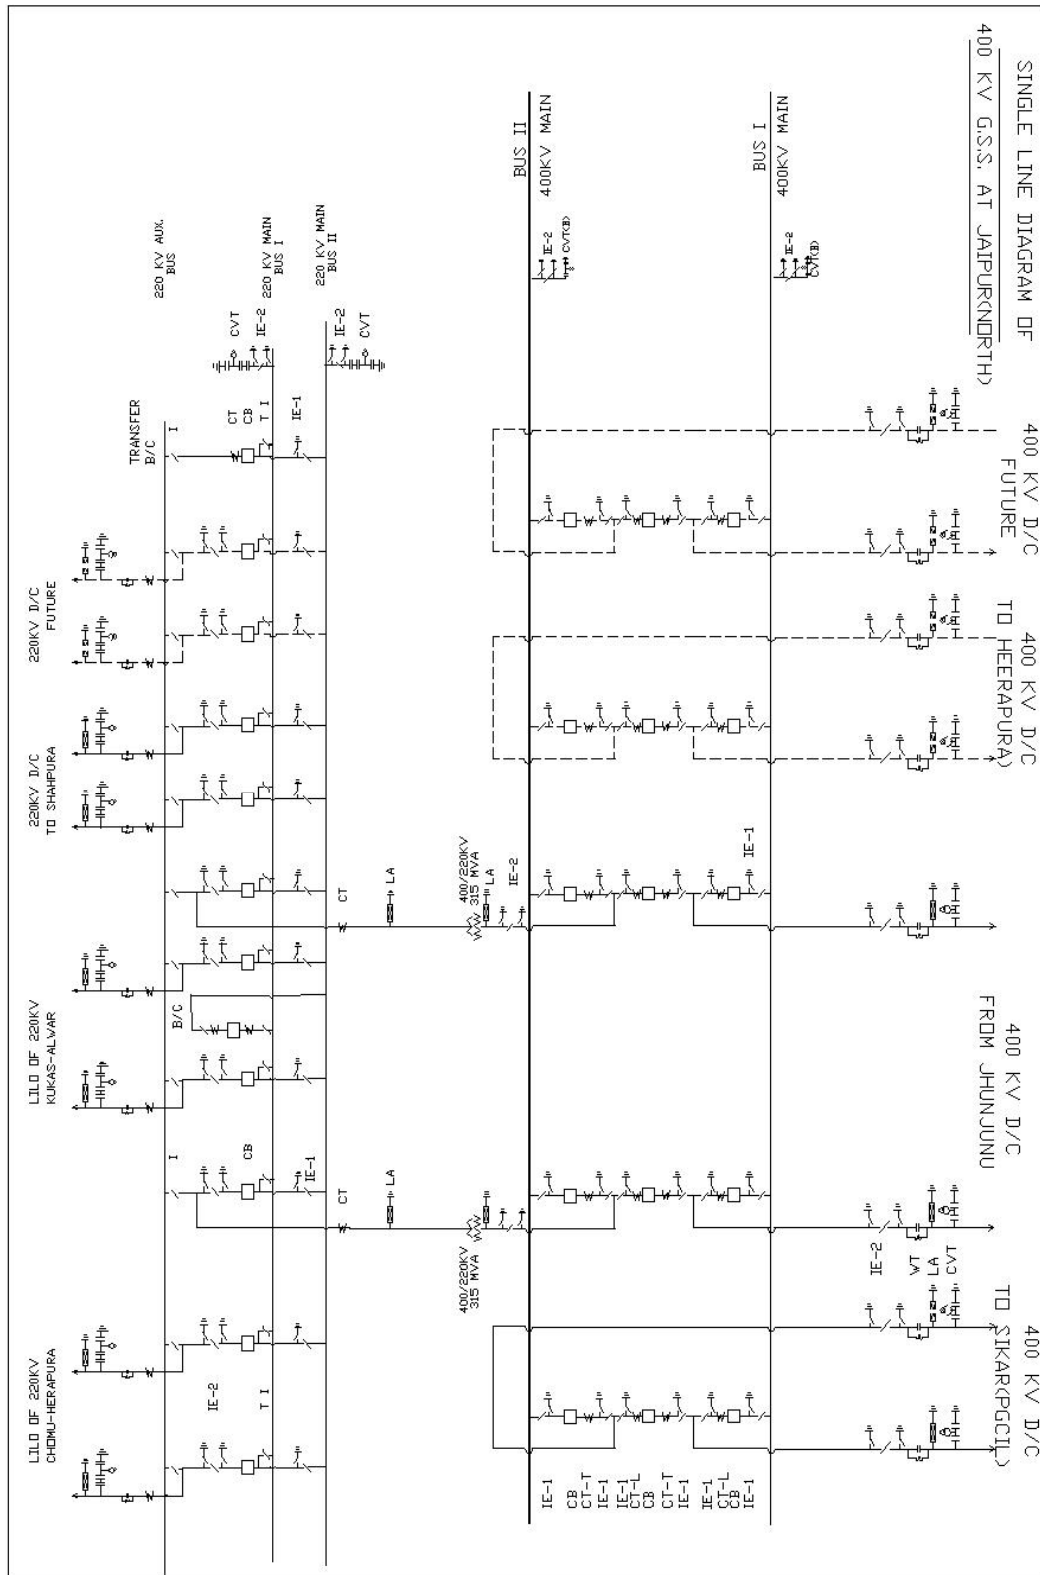 SINGLE LINE DIAGRAM OF
400 KV G.S.S. AT JAIPUR(NORTH)
400 KV D/C
FUTURE
400 KV D/C
TO HEERAPURA)
400 KV D/C
FROM JHUNJUNU
400 KV D/C
TO SIKAR(PGCIL)
400KV MAIN
BUS I
IE-2
CVT(B)
400KV MAIN
BUS II
IE-2
CVT(B)
IE-1
IE-2
WT
LA
CVT
IE-1
CB
CT-T
IE-1
IE-1
CT-L
CB
CT-T
IE-1
IE-1
CT-L
CB
IE-1
400/220KV
315 MVA
LA
IE-2
LA
CT
400/220KV
315 MVA
LA
CT
220 KV MAIN
BUS II
220 KV MAIN
BUS I
220 KV AUX.
BUS
IE-2
CVT
CVT
IE-2
IE-1
T I
CB
CT
I
TRANSFER
B/C
B/C
IE-1
CB
I
IE-2
T I
220KV D/C
FUTURE
220KV D/C
TO SHAHPURA
LILO OF 220KV
KUKAS-ALWAR
LILO OF 220KV
CHOMU-HERAPURA